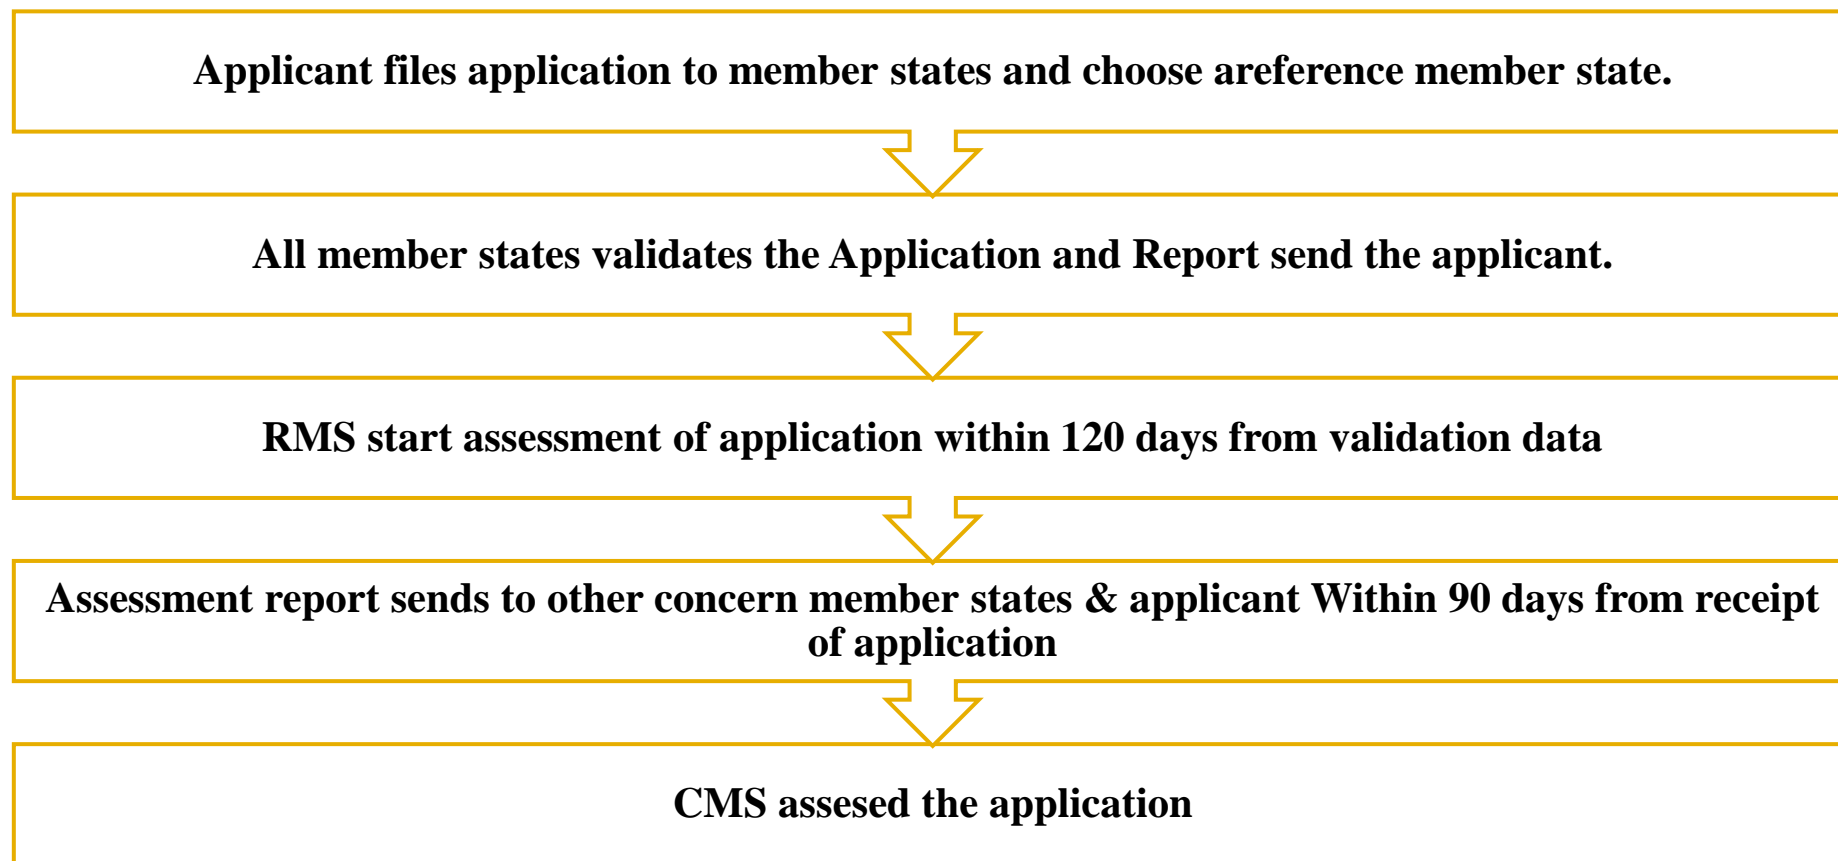 Applicant files application to member states and choose areference member state.
All member states validates the Application and Report send the applicant.
RMS start assessment of application within 120 days from validation data
Assessment report sends to other concern member states & applicant Within 90 days from receipt
of application
CMS assesed the application